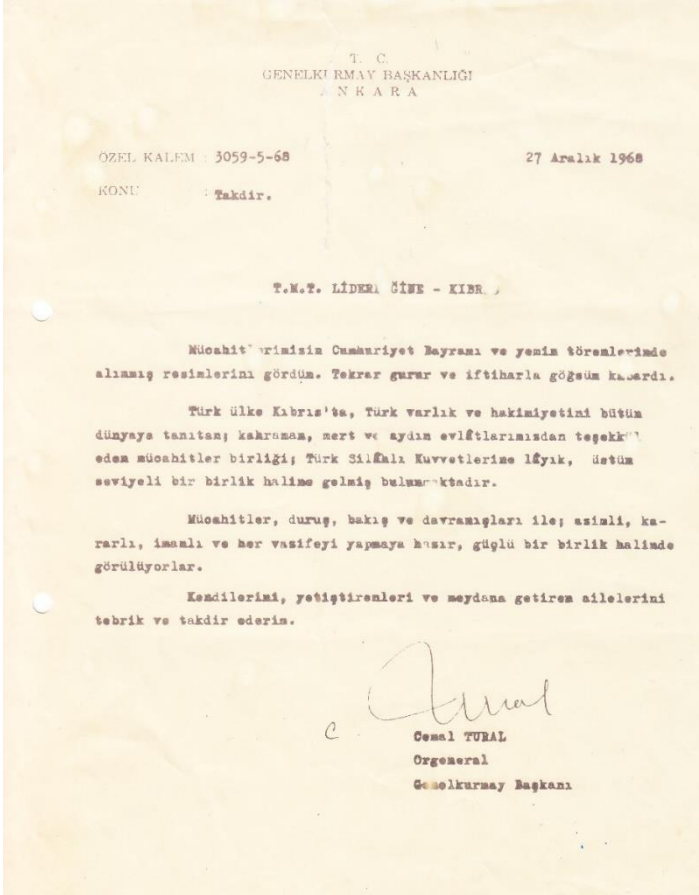 T. C.
GENELKURMAY BAŞKANLIĞI
ANKARA
ÖZEL KALEM : 3059-5-68 27 Aralık 1968
KONU : Takdir.
T.M.T. LİDERLİĞİNE - KIBRIS
Mücahitlerimizin Cumhuriyet Bayramı ve yemin törenlerinde
alınmış resimlerini gördüm. Tekrar gurur ve iftiharla göğsüm kabardı.
Türk ülke Kıbrıs'ta, Türk varlık ve hakimiyetini bütün
dünyaya tanıtan; kahraman, mert ve aydın evlâtlarımızdan teşekkül
eden mücahitler birliği; Türk Silâhlı Kuvvetlerine lâyık, üstün
seviyeli bir birlik haline gelmiş bulunmaktadır.
Mücahitler, duruş, bakış ve davranışları ile; azimli, ka-
rarlı, imanlı ve her vazifeyi yapmaya hazır, güçlü bir birlik halinde
görülüyorlar.
Kendilerini, yetiştirenleri ve meydana getiren ailelerini
tebrik ve takdir ederim.
C
Cemal TURAL
Orgeneral
Genelkurmay Başkanı